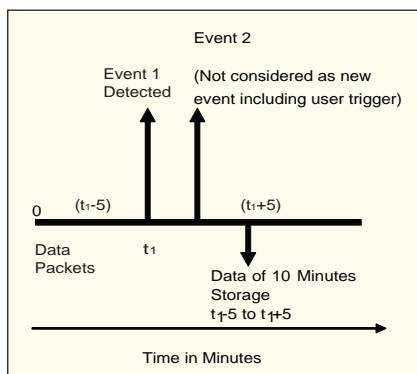 Event 2
Event 1
Detected
(Not considered as new
event including user trigger)
0
(t1-5)
(t1+5)
Data
Packets
t1
Data of 10 Minutes
Storage
t1-5 to t1+5
Time in Minutes